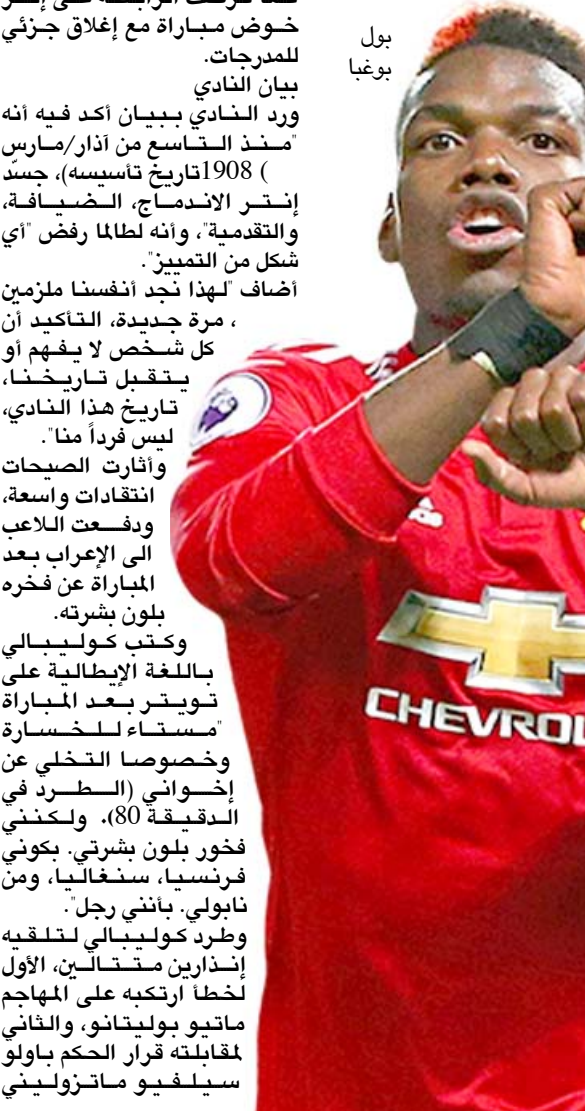 خوض مباراة مع إغلاق جزئي
للمدرجات.
بيان النادي
ورد النادي ببيان أكد فيه أنه
"منذ التاسع من آذار/مارس
) 1908تاريخ تأسيسه)، جسّد
إنتر الاندماج، الضيافة،
والتقدمية"، وأنه لطالما رفض "أي
شكل من التمييز".
أضاف "لهذا نجد أنفسنا ملزمين
، مرة جديدة، التأكيد أن
كل شخص لا يفهم أو
يتقبل تاريخنا،
تاريخ هذا النادي،
ليس فرداً منا".
وأثارت الصيحات
انتقادات واسعة،
ودفعت اللاعب
الى الإعراب بعد
المباراة عن فخره
بلون بشرته.
وكتب كوليبالي
باللغة الإيطالية على
تويتر بعد المباراة
"مستاء للخسارة
وخصوصا التخلي عن
إخواني (الطرد في
الدقيقة 80). ولكنني
فخور بلون بشرتي. بكوني
فرنسيا، سنغاليا، ومن
نابولي. بأنني رجل".
وطرد كوليبالي لتلقيه
إنذارين متتالين، الأول
لخطأ ارتكبه على المهاجم
ماتيو بوليتانو، والثاني
لمقابلته قرار الحكم باولو
سيلفيو ماتزوليني
بول
بوغبا
CHEVROL